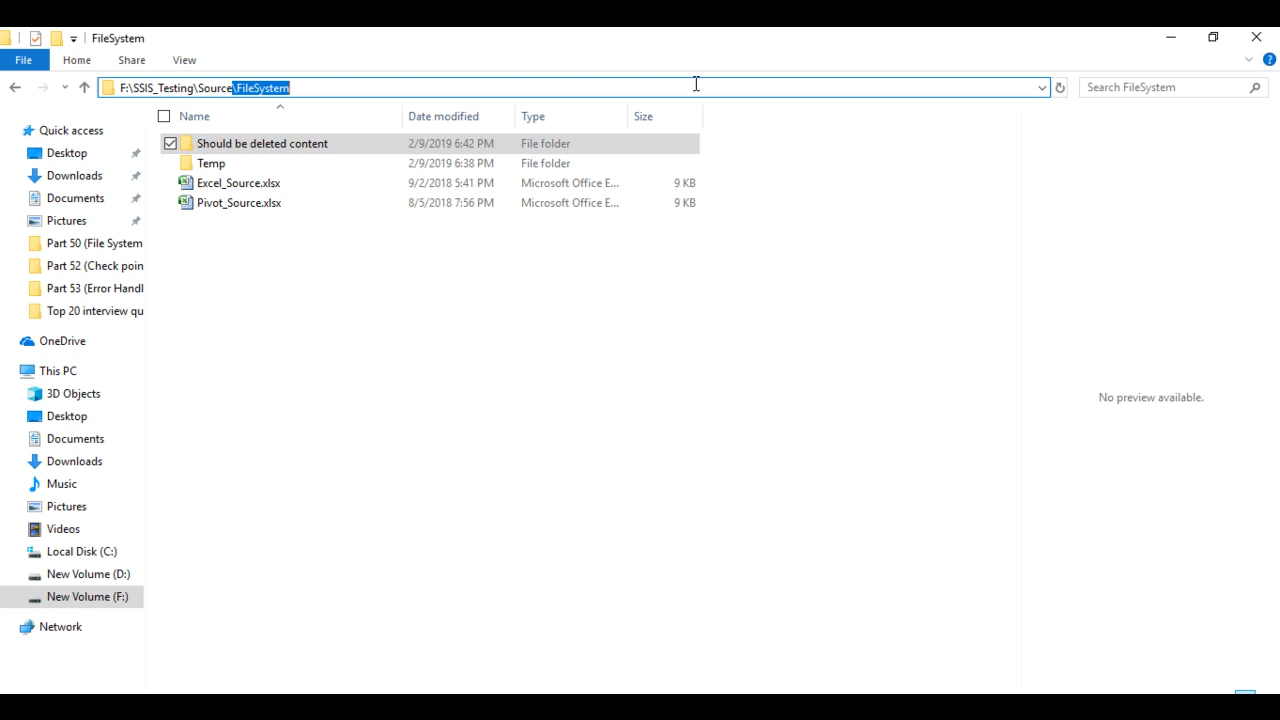 FileSystem
File Home Share View
F:\SSIS_Testing\Source\FileSystem Search FileSystem
Name Date modified Type Size
Quick access
Desktop
Downloads
Documents
Pictures
Part 50 (File System
Part 52 (Check poin
Part 53 (Error Handl
Top 20 interview qu
OneDrive
This PC
3D Objects
Desktop
Documents
Downloads
Music
Pictures
Videos
Local Disk (C:)
New Volume (D:)
New Volume (F:)
Network
Should be deleted content 2/9/2019 6:42 PM File folder
Temp 2/9/2019 6:38 PM File folder
Excel_Source.xlsx 9/2/2018 5:41 PM Microsoft Office E... 9 KB
Pivot_Source.xlsx 8/5/2018 7:56 PM Microsoft Office E... 9 KB
No preview available.